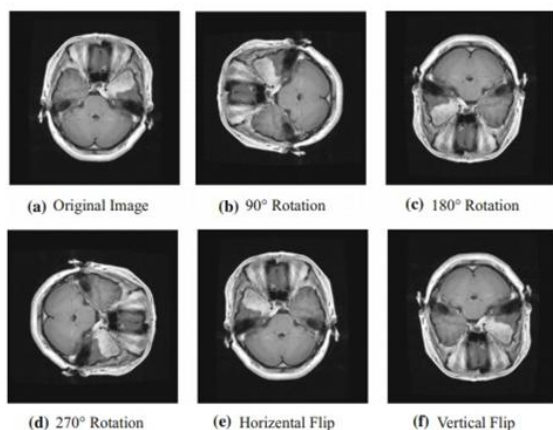 (a) Original Image
(b) 90° Rotation
(c) 180° Rotation
(d) 270° Rotation
(e) Horizental Flip
(f) Vertical Flip